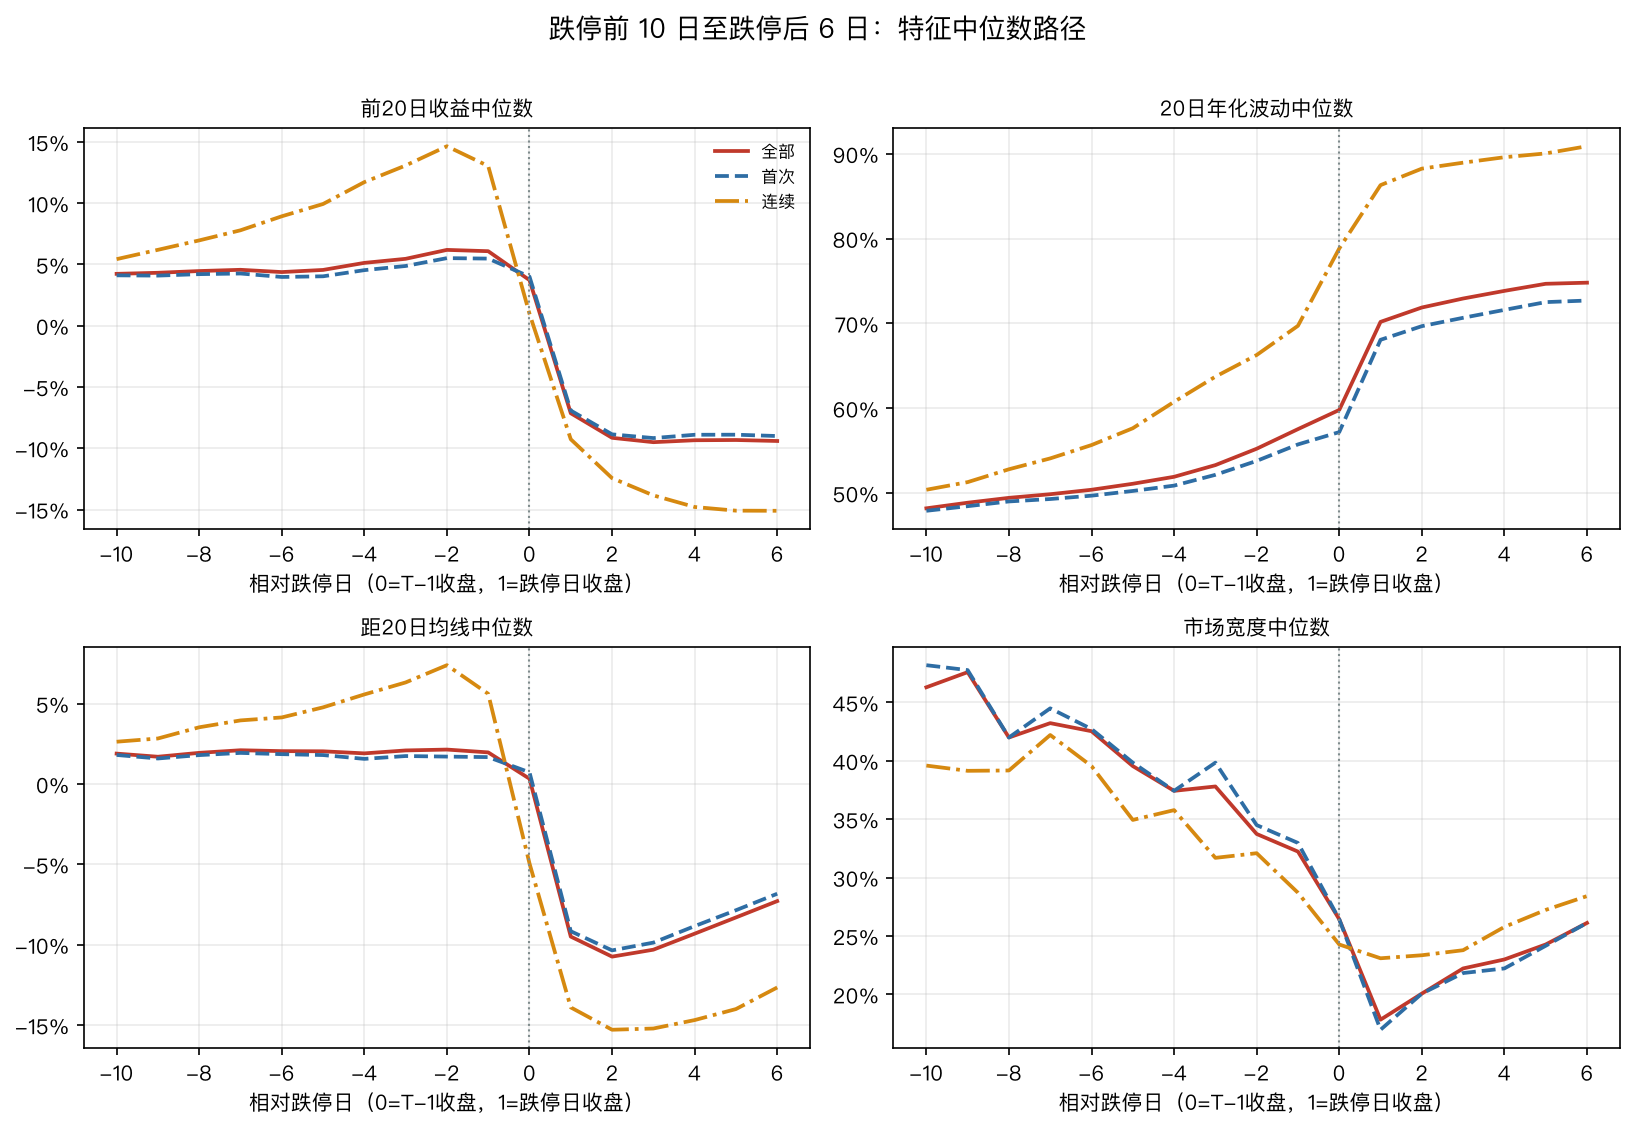 跌停前 10 日至跌停后 6 日：特征中位数路径
前20日收益中位数
15%
10%
5%
0%
−5%
−10%
−15%
全部
首次
连续
−10 −8 −6 −4 −2 0 2 4 6
相对跌停日（0=T−1收盘，1=跌停日收盘）
20日年化波动中位数
90%
80%
70%
60%
50%
−10 −8 −6 −4 −2 0 2 4 6
相对跌停日（0=T−1收盘，1=跌停日收盘）
距20日均线中位数
5%
0%
−5%
−10%
−15%
−10 −8 −6 −4 −2 0 2 4 6
相对跌停日（0=T−1收盘，1=跌停日收盘）
市场宽度中位数
45%
40%
35%
30%
25%
20%
−10 −8 −6 −4 −2 0 2 4 6
相对跌停日（0=T−1收盘，1=跌停日收盘）